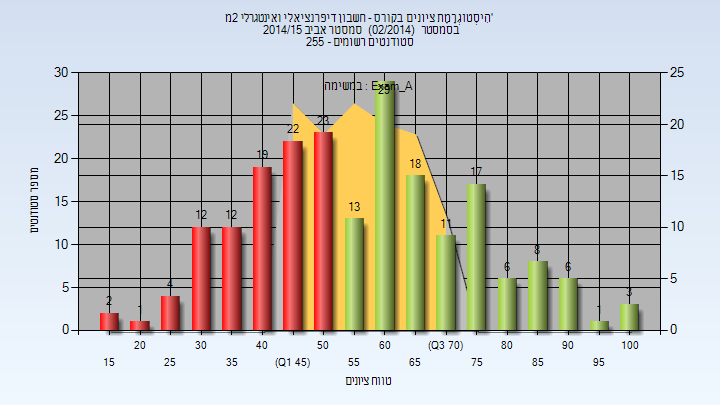 הִיסְטוֹגְרָמַת ציונים בקורס - חשבון דיפרנציאלי ואינטגרלי 2מ'
בסמסטר (02/2014) סמסטר אביב 2014/15
סטודנטים רשומים - 255
במשימה : Exam_A
מספר סטודנטים
30 25 20 15 10 5 0
25 20 15 10 5 0
2 1 4 12 12 19 22 23 13 29 18 11 17 6 8 6 1 3
20 30 40 50 60 (Q3 70) 80 90 100
15 25 35 (Q1 45) 55 65 75 85 95
טווח ציונים